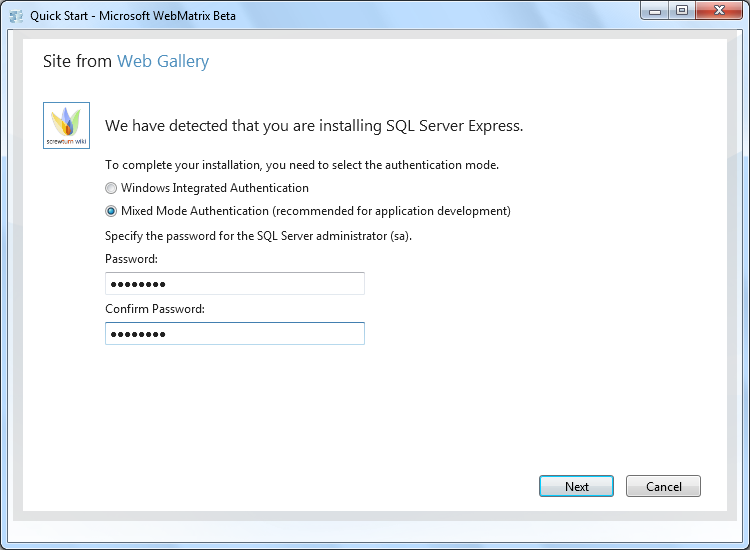 Quick Start - Microsoft WebMatrix Beta
Site from Web Gallery
screwturn wiki
We have detected that you are installing SQL Server Express.
To complete your installation, you need to select the authentication mode.
Windows Integrated Authentication
Mixed Mode Authentication (recommended for application development)
Specify the password for the SQL Server administrator (sa).
Password:
●●●●●●●●
Confirm Password:
●●●●●●●●
Next Cancel